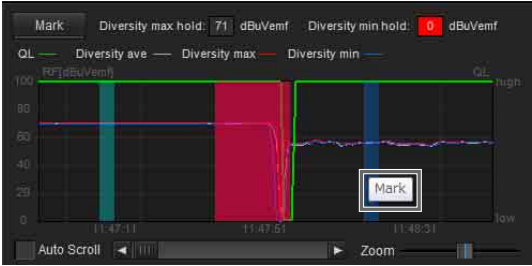 Mark Diversity max hold: 71 dBuVemf Diversity min hold: 0 dBuVemf
QL Diversity ave Diversity max Diversity min
RF[dBuVemf) QL
100 high
80
60
40
Mark
29
0 low
11:47:11 11:47:51 11:48:31
Auto Scroll Zoom